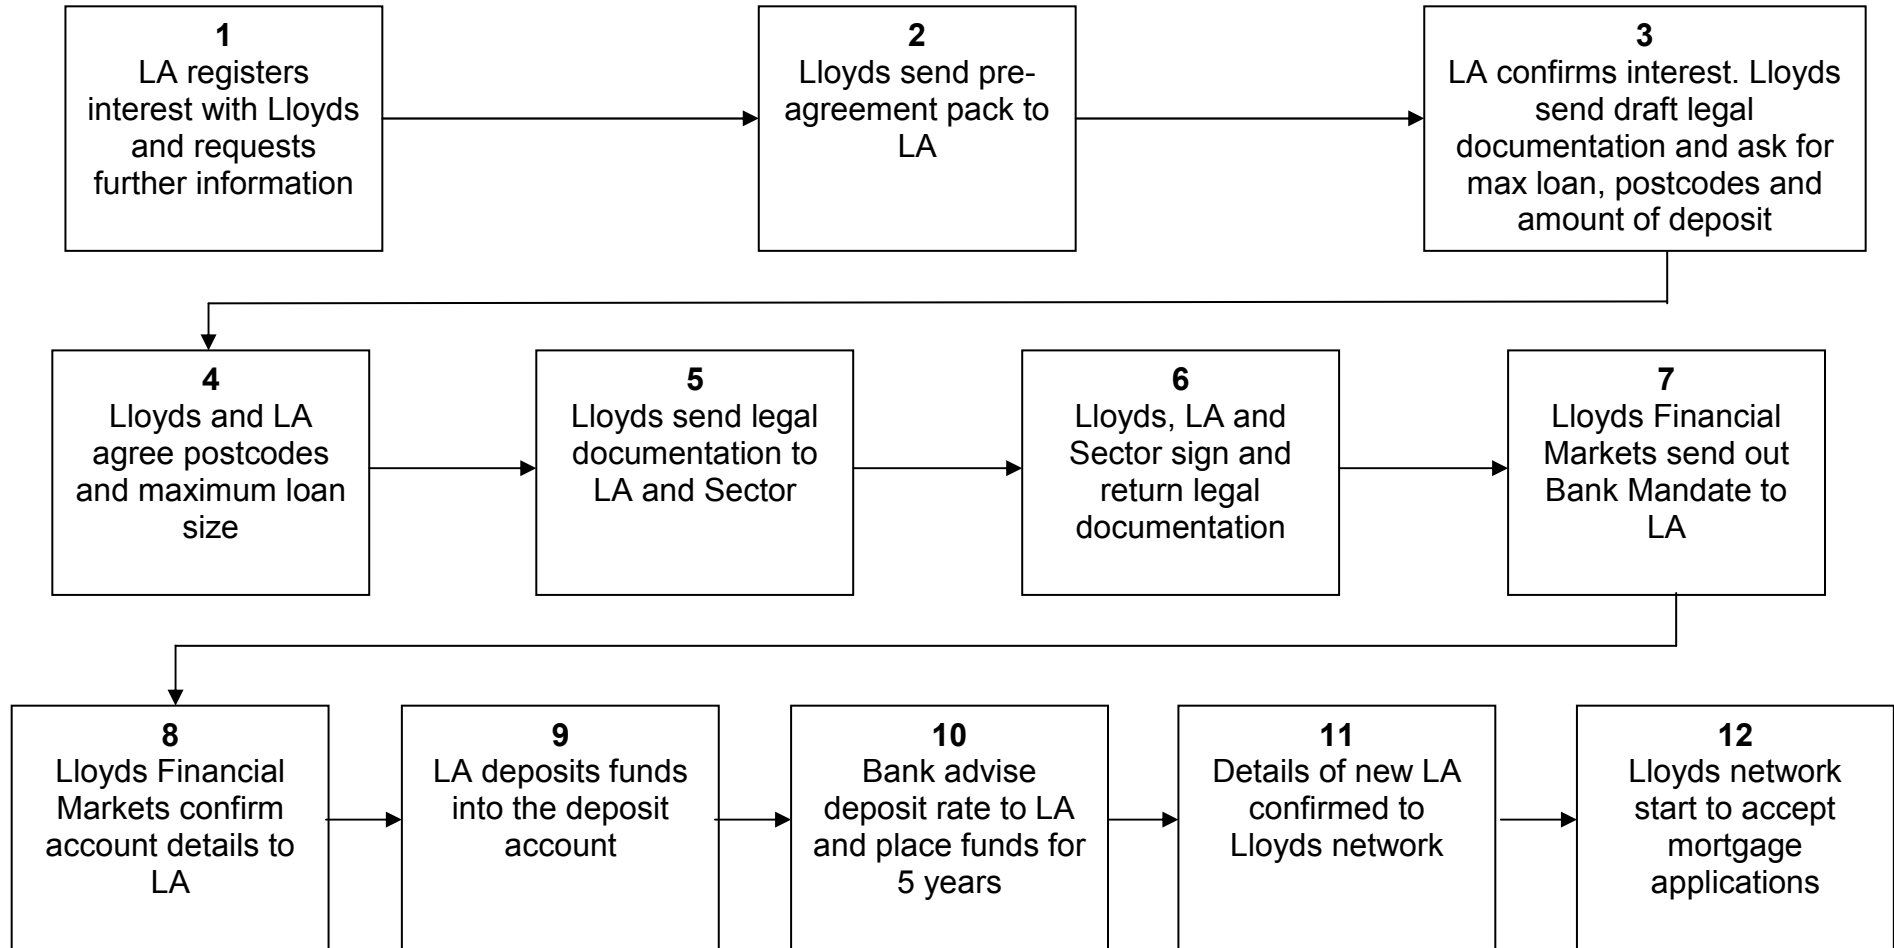 1
LA registers
interest with Lloyds
and requests
further information
2
Lloyds send pre-
agreement pack to
LA
3
LA confirms interest. Lloyds
send draft legal
documentation and ask for
max loan, postcodes and
amount of deposit
4
Lloyds and LA
agree postcodes
and maximum loan
size
5
Lloyds send legal
documentation to
LA and Sector
6
Lloyds, LA and
Sector sign and
return legal
documentation
7
Lloyds Financial
Markets send out
Bank Mandate to
LA
8
Lloyds Financial
Markets confirm
account details to
LA
9
LA deposits funds
into the deposit
account
10
Bank advise
deposit rate to LA
and place funds for
5 years
11
Details of new LA
confirmed to
Lloyds network
12
Lloyds network
start to accept
mortgage
applications